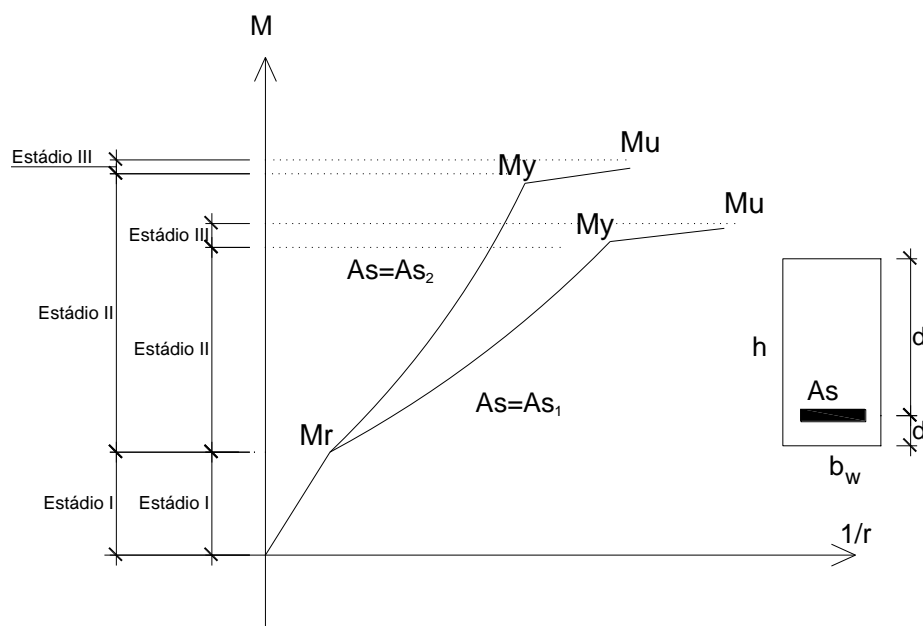 M
Estádio III
My
Mu
Estádio III
My
Mu
As=As₂
Estádio II
Estádio II
h
d
As
As=As₁
Mr
d
b_w
Estádio I
Estádio I
1/r